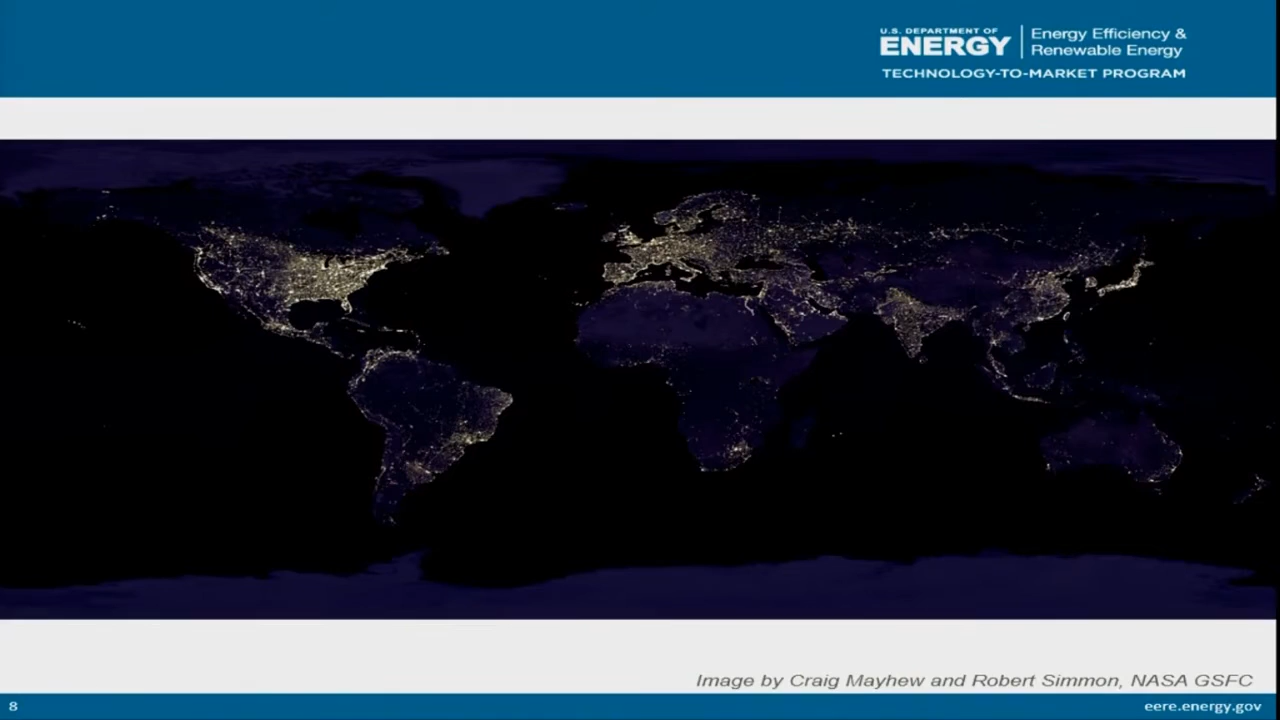 U.S. DEPARTMENT OF
ENERGY
Energy Efficiency &
Renewable Energy
TECHNOLOGY-TO-MARKET PROGRAM
Image by Craig Mayhew and Robert Simmon, NASA GSFC
8
eere.energy.gov